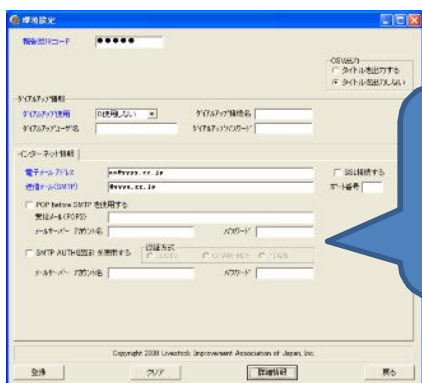 環境設定
報告者IDコード ●●●●●
CSV出力
タイトルを出力する
タイトルを出力しない
ダイアルアップ情報
ダイアルアップ使用 0:使用しない ダイアルアップ接続名
ダイアルアップユーザ名 ダイアルアップパスワード
インターネット情報
電子メールアドレス
SSL接続する
送信メール(SMTP)
ポート番号
POP before SMTP を使用する
受信メール(POP3)
メールサーバー アカウント名 パスワード
SMTP AUTH(認証)を使用する 認証方式
LOGIN CRAM-MD5 PLAIN
メールサーバー アカウント名 パスワード
Copyright 2008 Livestock Improvement Association of Japan, Inc.
登録 クリア 詳細情報 戻る